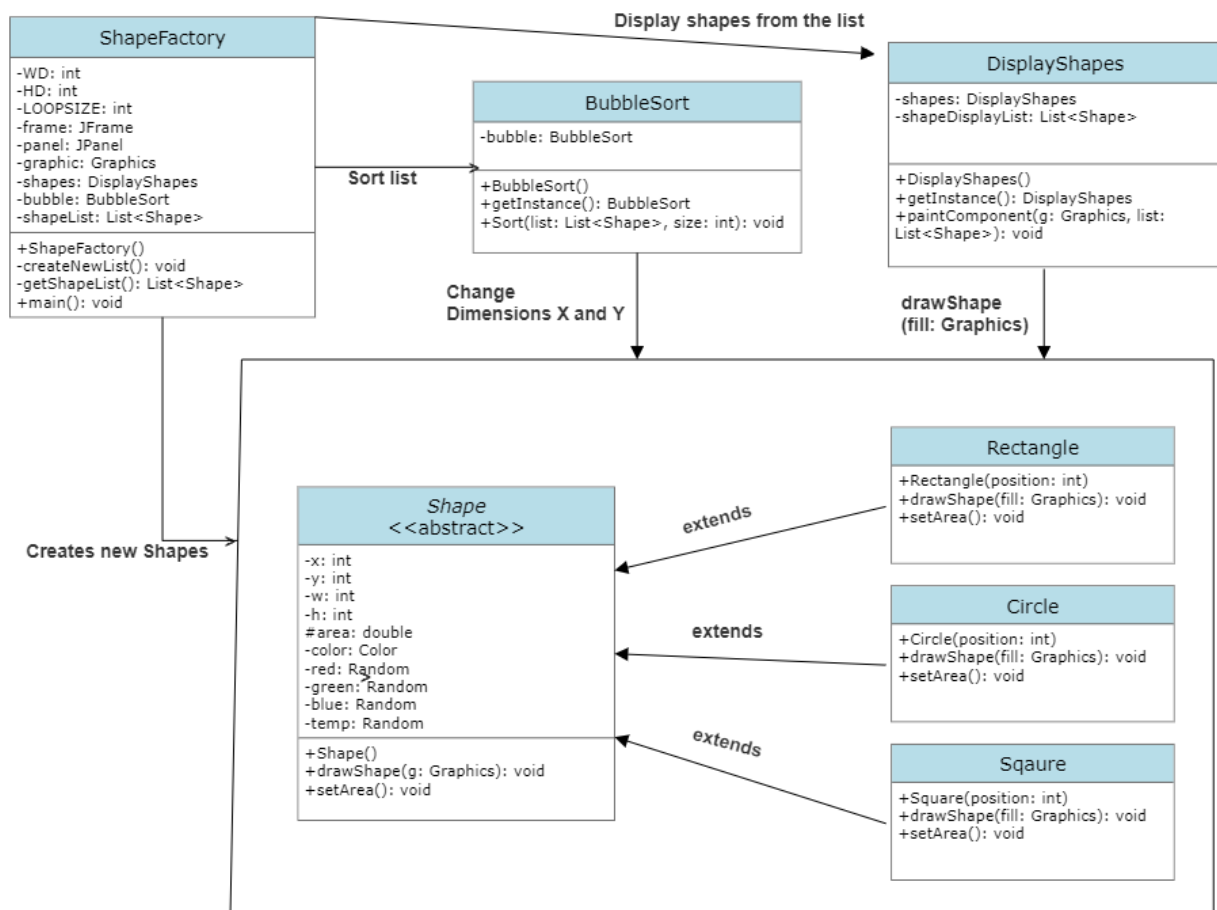 Display shapes from the list
ShapeFactory
-WD: int
-HD: int
-LOOPSIZE: int
-frame: JFrame
-panel: JPanel
-graphic: Graphics
-shapes: DisplayShapes
-bubble: BubbleSort
-shapeList: List<Shape>
+ShapeFactory()
-createNewList(): void
-getShapeList(): List<Shape>
+main(): void
Sort list
BubbleSort
-bubble: BubbleSort
+BubbleSort()
+getInstance(): BubbleSort
+Sort(list: List<Shape>, size: int): void
DisplayShapes
-shapes: DisplayShapes
-shapeDisplayList: List<Shape>
+DisplayShapes()
+getInstance(): DisplayShapes
+paintComponent(g: Graphics, list:
List<Shape>): void
Change
Dimensions X and Y
drawShape
(fill: Graphics)
Creates new Shapes
Shape
<<abstract>>
-x: int
-y: int
-w: int
-h: int
#area: double
-color: Color
-red: Random
-green: Random
-blue: Random
-temp: Random
+Shape()
+drawShape(g: Graphics): void
+setArea(): void
extends
Rectangle
+Rectangle(position: int)
+drawShape(fill: Graphics): void
+setArea(): void
extends
Circle
+Circle(position: int)
+drawShape(fill: Graphics): void
+setArea(): void
extends
Sqaure
+Square(position: int)
+drawShape(fill: Graphics): void
+setArea(): void